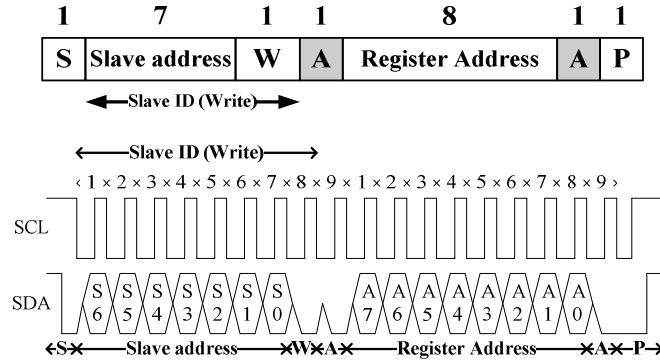 1 7 1 1 8 1 1
S Slave address W A Register Address A P
Slave ID (Write)
Slave ID (Write)
‹ 1 × 2 × 3 × 4 × 5 × 6 × 7 × 8 × 9 × 1 × 2 × 3 × 4 × 5 × 6 × 7 × 8 × 9 ›
SCL
SDA S6 S5 S4 S3 S2 S1 S0 A7 A6 A5 A4 A3 A2 A1 A0
S Slave address W A Register Address A P